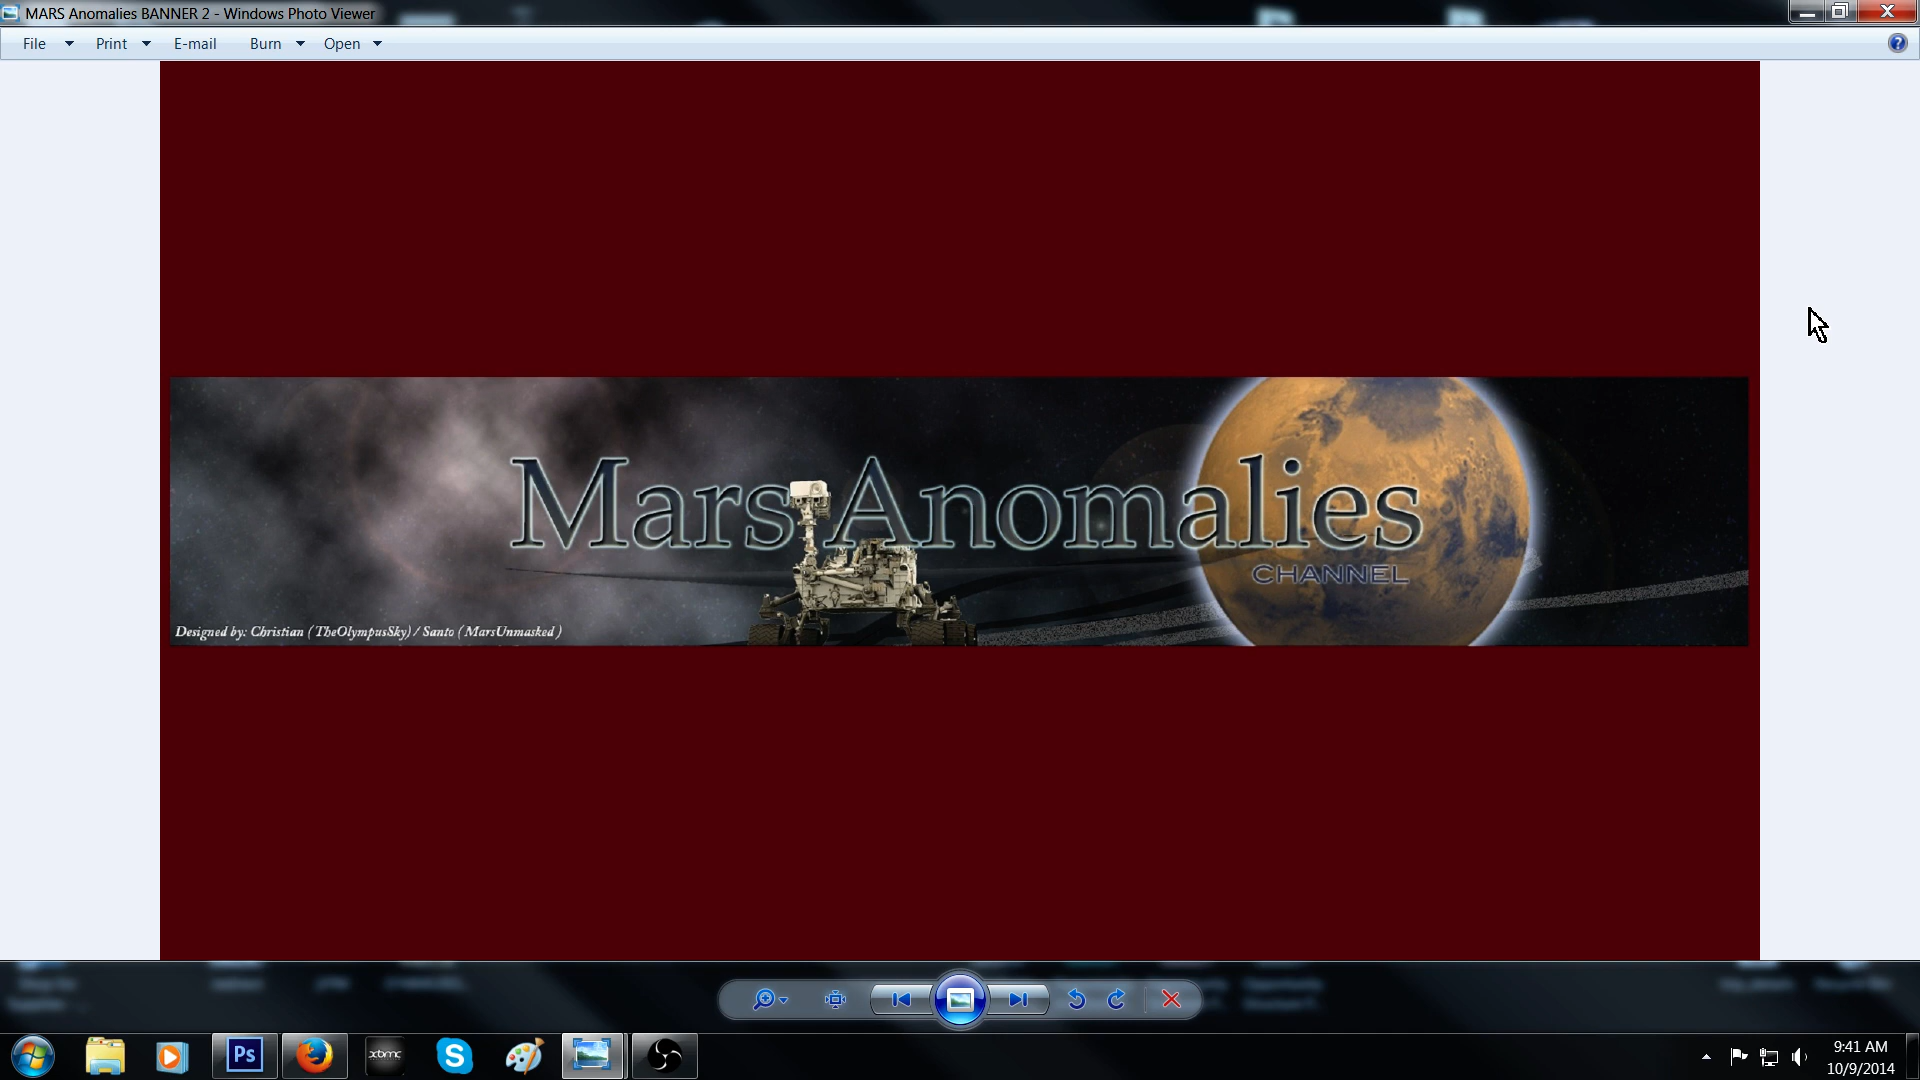 MARS Anomalies BANNER 2 - Windows Photo Viewer
File Print E-mail Burn Open
Mars Anomalies
CHANNEL
Designed by: Christian ( TheOlympusSky) / Santo ( MarsUnmasked )
Ps xbmc
9:41 AM
10/9/2014